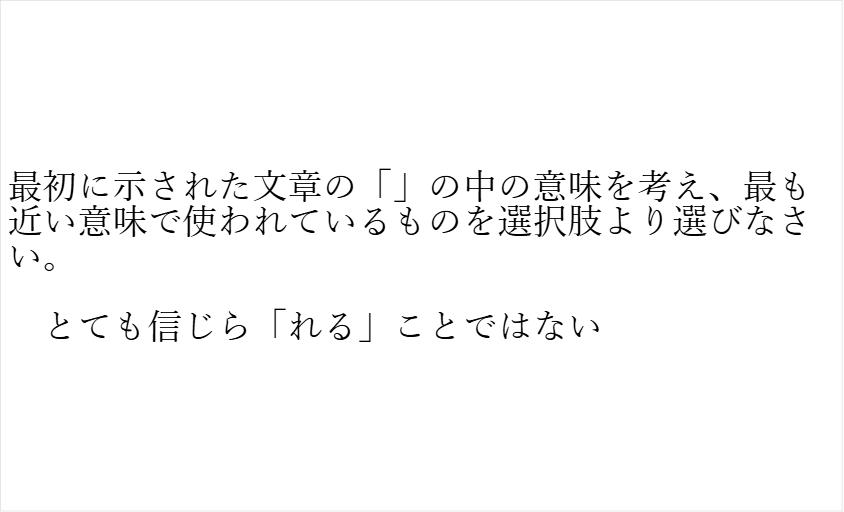 最初に示された文章の「」の中の意味を考え、最も
近い意味で使われているものを選択肢より選びなさ
い。
とても信じら「れる」ことではない